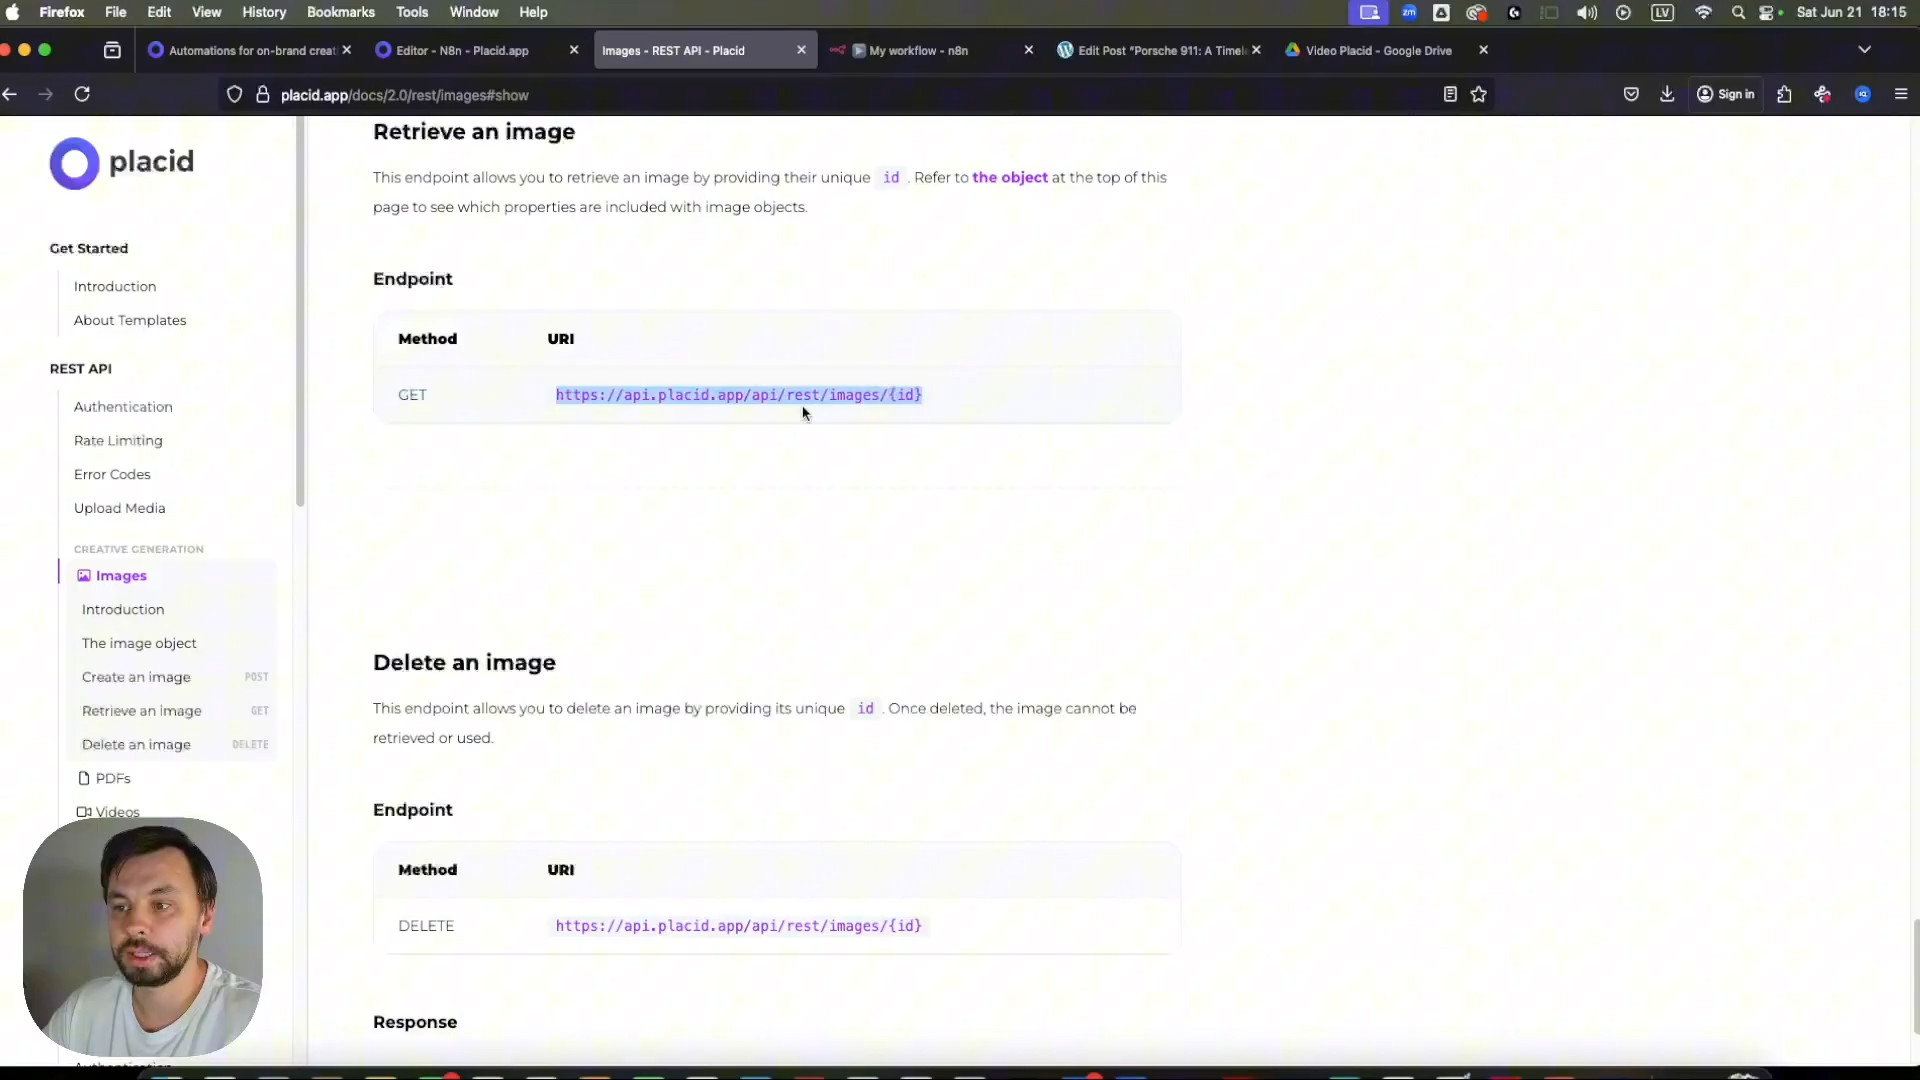 Firefox File Edit View History Bookmarks Tools Window Help
zm LV Sat Jun 21 18:15
Automations for on-brand creat
Editor - N8n - Placid.app
Images - REST API - Placid
My workflow - n8n
Edit Post "Porsche 911: A Timel
Video Placid - Google Drive
placid.app/docs/2.0/rest/images#show
Sign in
placid
Get Started
Introduction
About Templates
REST API
Authentication
Rate Limiting
Error Codes
Upload Media
CREATIVE GENERATION
Images
Introduction
The image object
Create an image POST
Retrieve an image GET
Delete an image DELETE
PDFs
Videos
Retrieve an image
This endpoint allows you to retrieve an image by providing their unique id . Refer to the object at the top of this
page to see which properties are included with image objects.
Endpoint
Method URI
GET https://api.placid.app/api/rest/images/{id}
Delete an image
This endpoint allows you to delete an image by providing its unique id . Once deleted, the image cannot be
retrieved or used.
Endpoint
Method URI
DELETE https://api.placid.app/api/rest/images/{id}
Response